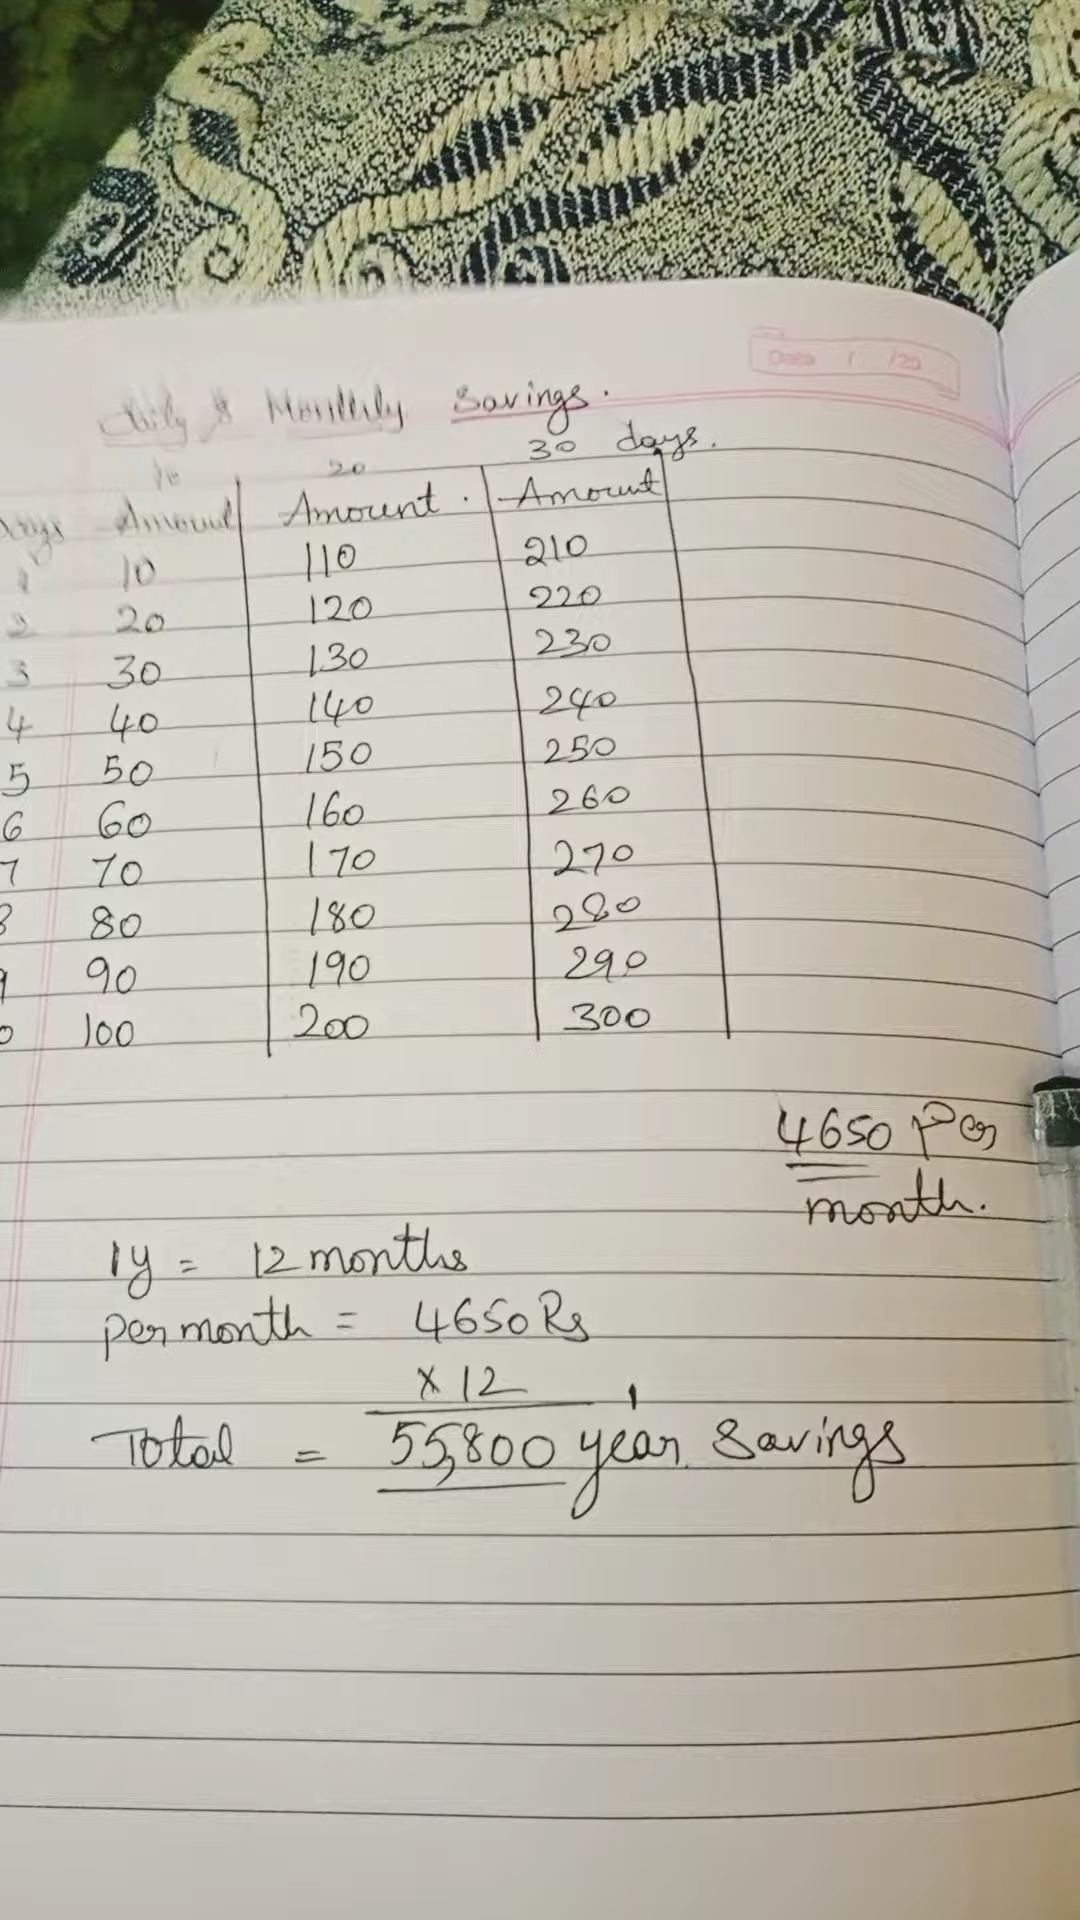 Daily & Monthly Savings.
10 20 30 days.
Days Amount Amount. Amount
1 10 110 210
2 20 120 220
3 30 130 230
4 40 140 240
5 50 150 250
6 60 160 260
7 70 170 270
8 80 180 280
9 90 190 290
0 100 200 300
4650 Per
month.
1y = 12 months
per month = 4650 Rs
x 12
Total = 55,800 year savings